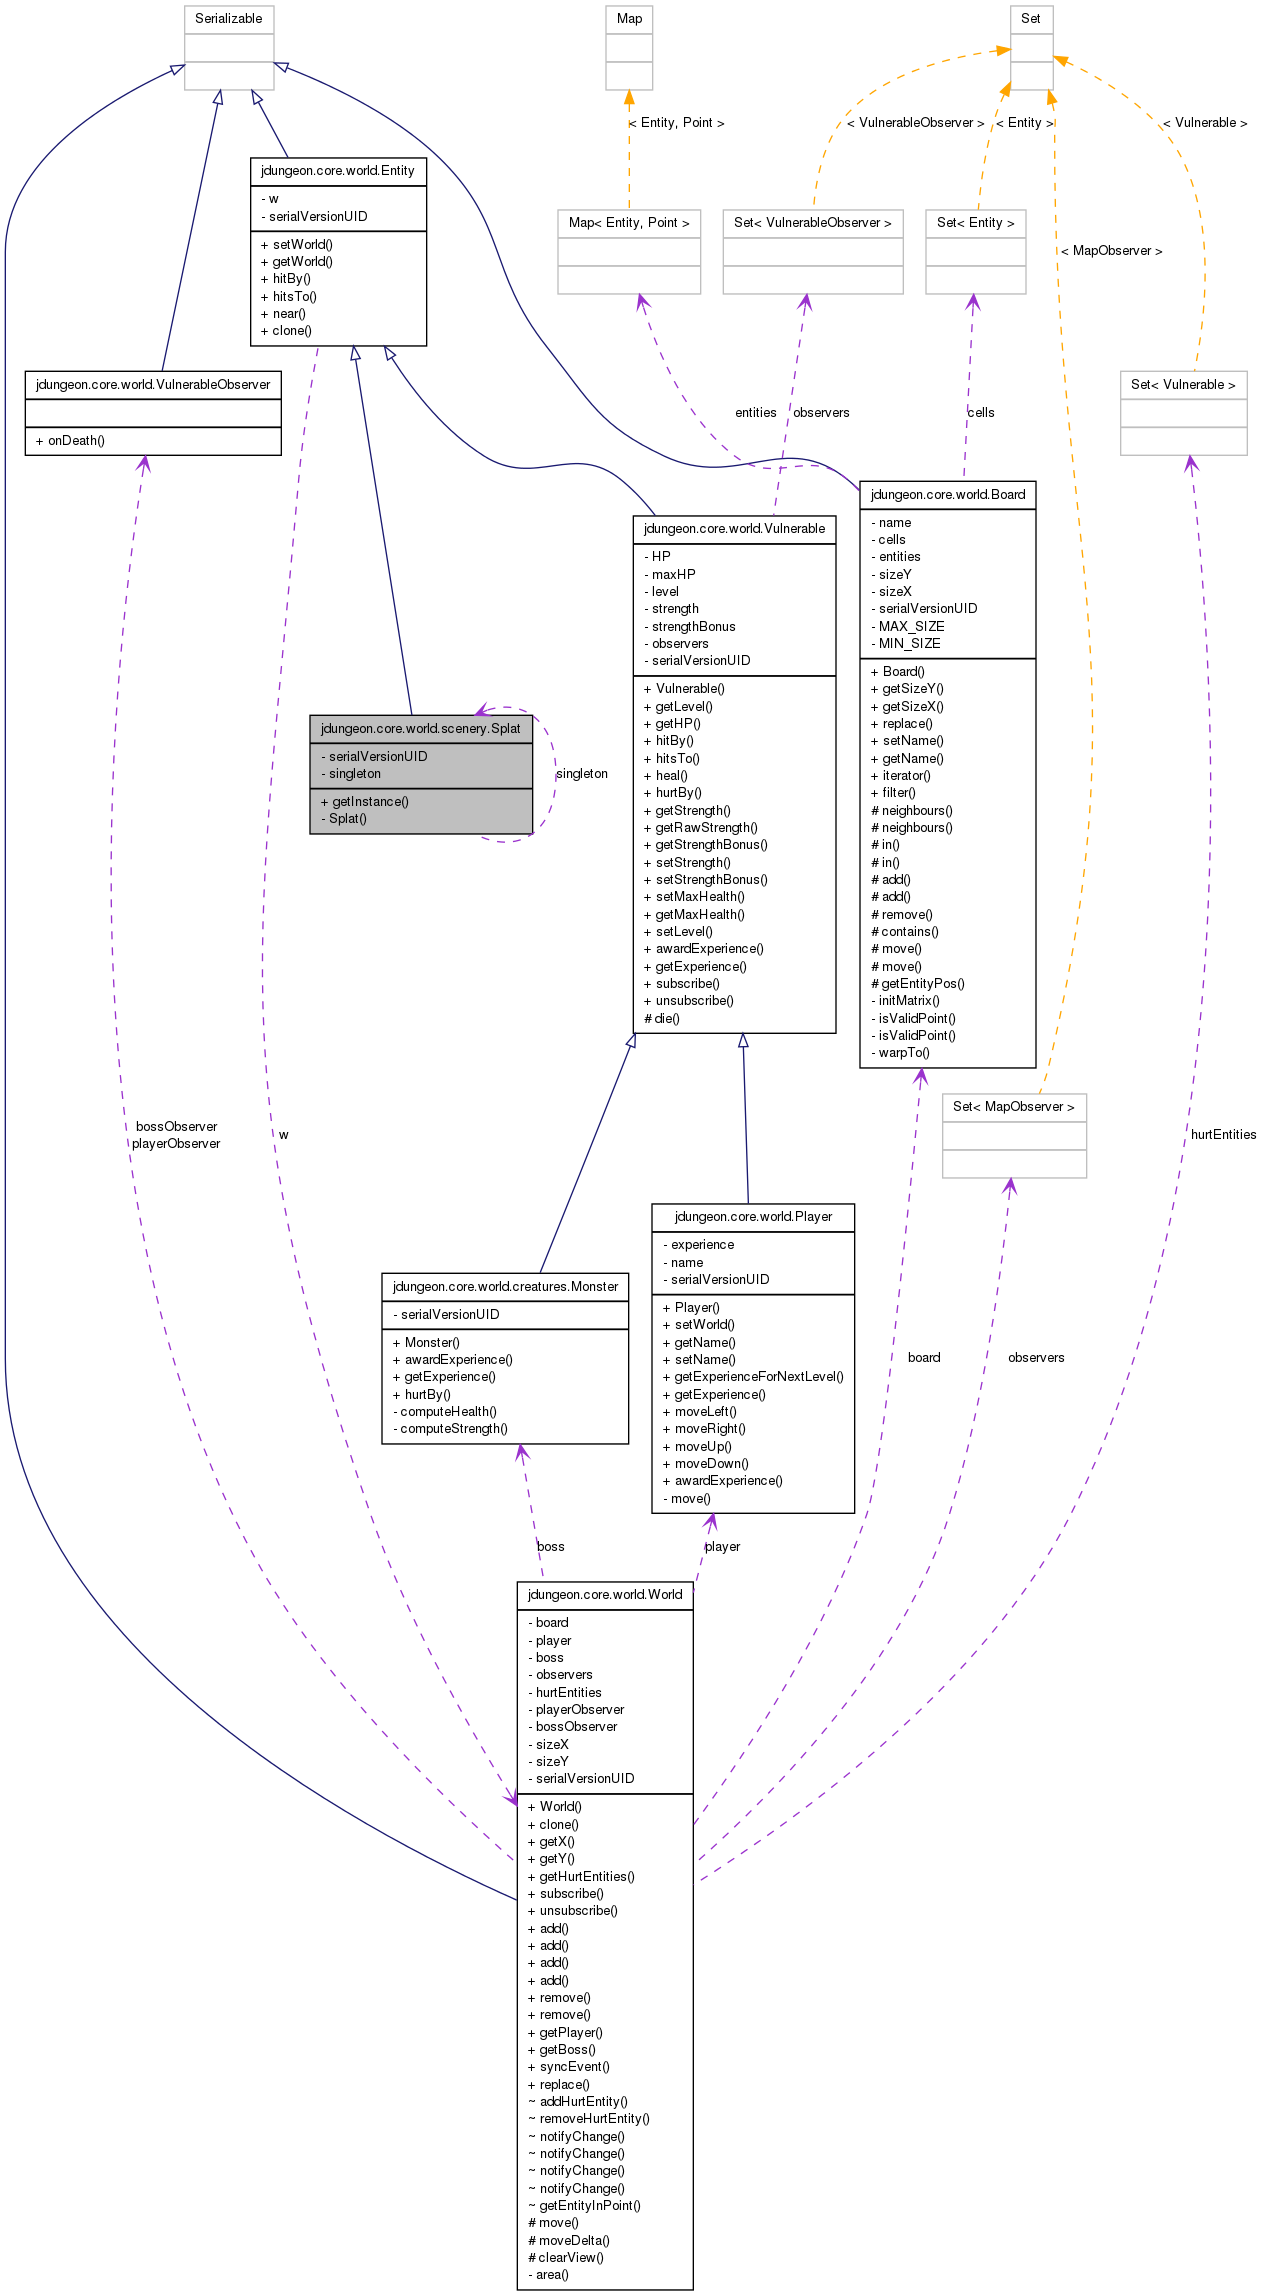 Serializable
Map
Set
< Entity, Point >
< VulnerableObserver >
< Entity >
< Vulnerable >
jdungeon.core.world.Entity
- w
- serialVersionUID
+ setWorld()
+ getWorld()
+ hitBy()
+ hitsTo()
+ near()
+ clone()
Map< Entity, Point >
Set< VulnerableObserver >
Set< Entity >
< MapObserver >
jdungeon.core.world.VulnerableObserver
+ onDeath()
Set< Vulnerable >
entities
observers
cells
jdungeon.core.world.Board
- name
- cells
- entities
- sizeY
- sizeX
- serialVersionUID
- MAX_SIZE
- MIN_SIZE
+ Board()
+ getSizeY()
+ getSizeX()
+ replace()
+ setName()
+ getName()
+ iterator()
+ filter()
# neighbours()
# neighbours()
# in()
# in()
# add()
# add()
# remove()
# contains()
# move()
# move()
# getEntityPos()
- initMatrix()
- isValidPoint()
- isValidPoint()
- warpTo()
jdungeon.core.world.Vulnerable
- HP
- maxHP
- level
- strength
- strengthBonus
- observers
- serialVersionUID
+ Vulnerable()
+ getLevel()
+ getHP()
+ hitBy()
+ hitsTo()
+ heal()
+ hurtBy()
+ getStrength()
+ getRawStrength()
+ getStrengthBonus()
+ setStrength()
+ setStrengthBonus()
+ setMaxHealth()
+ getMaxHealth()
+ setLevel()
+ awardExperience()
+ getExperience()
+ subscribe()
+ unsubscribe()
# die()
jdungeon.core.world.scenery.Splat
- serialVersionUID
- singleton
+ getInstance()
- Splat()
singleton
Set< MapObserver >
bossObserver
playerObserver
w
hurtEntities
jdungeon.core.world.Player
- experience
- name
- serialVersionUID
+ Player()
+ setWorld()
+ getName()
+ setName()
+ getExperienceForNextLevel()
+ getExperience()
+ moveLeft()
+ moveRight()
+ moveUp()
+ moveDown()
+ awardExperience()
- move()
jdungeon.core.world.creatures.Monster
- serialVersionUID
+ Monster()
+ awardExperience()
+ getExperience()
+ hurtBy()
- computeHealth()
- computeStrength()
board
observers
boss
player
jdungeon.core.world.World
- board
- player
- boss
- observers
- hurtEntities
- playerObserver
- bossObserver
- sizeX
- sizeY
- serialVersionUID
+ World()
+ clone()
+ getX()
+ getY()
+ getHurtEntities()
+ subscribe()
+ unsubscribe()
+ add()
+ add()
+ add()
+ add()
+ remove()
+ remove()
+ getPlayer()
+ getBoss()
+ syncEvent()
+ replace()
~ addHurtEntity()
~ removeHurtEntity()
~ notifyChange()
~ notifyChange()
~ notifyChange()
~ notifyChange()
~ getEntityInPoint()
# move()
# moveDelta()
# clearView()
- area()